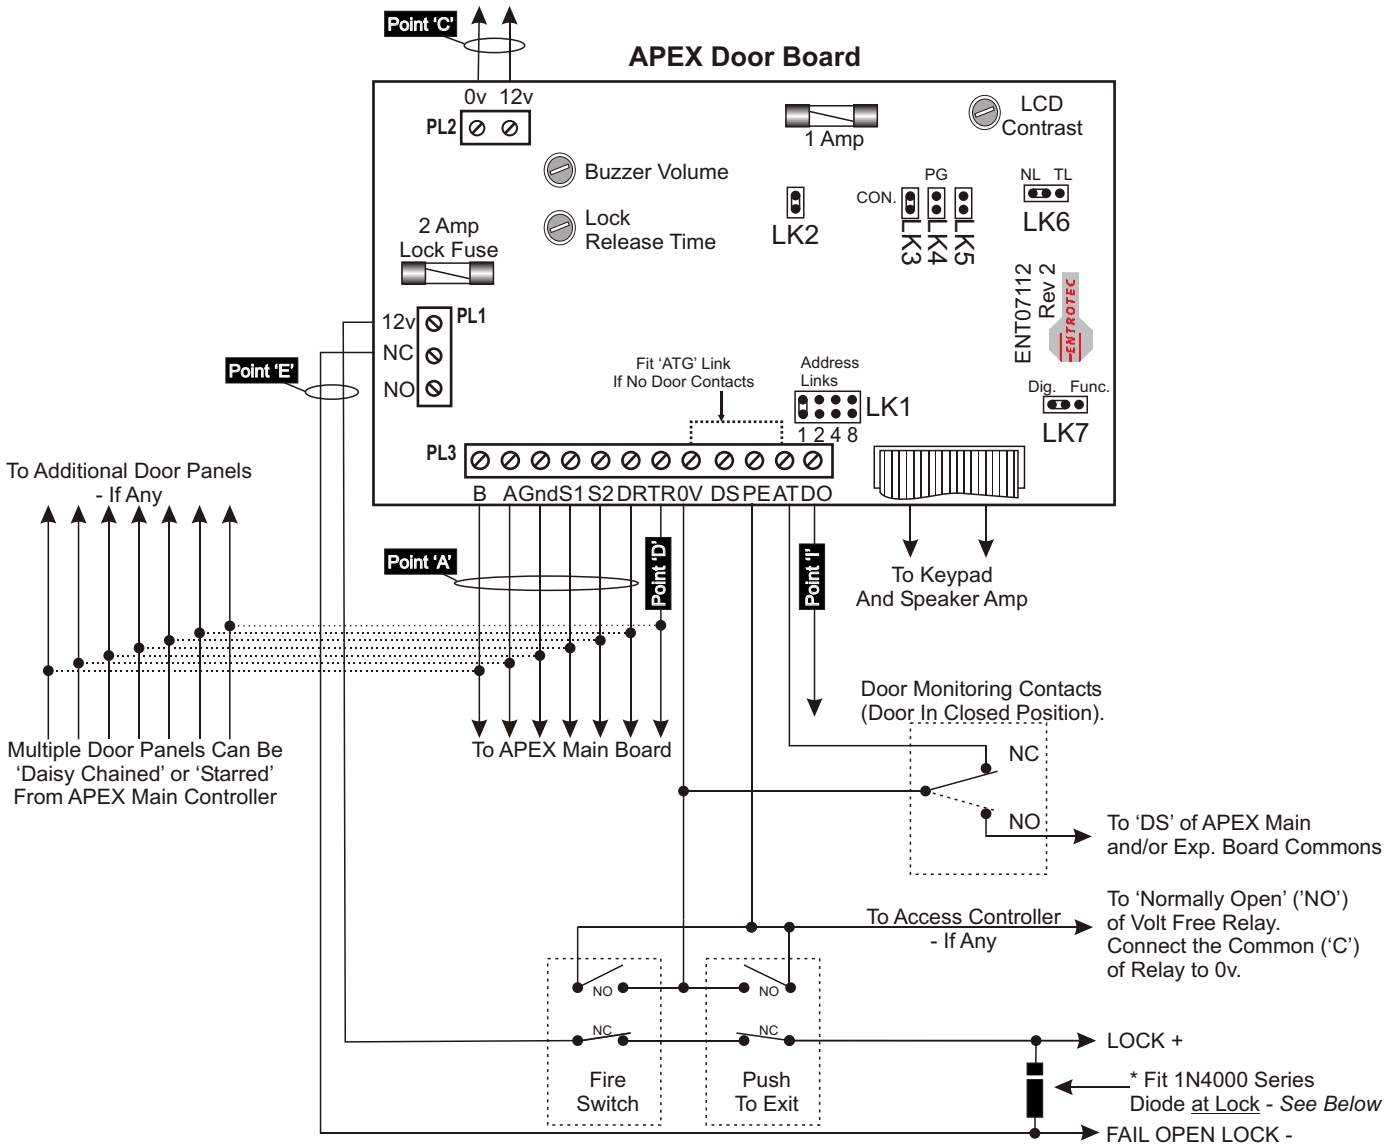 Point 'C'
APEX Door Board
0v 12v
PL2
Buzzer Volume
Lock
Release Time
2 Amp
Lock Fuse
1 Amp
LCD
Contrast
LK2
CON.
PG
LK3
LK4
LK5
NL TL
LK6
ENT07112
Rev 2
ENTROTEC
12v
NC
NO
PL1
Point 'E'
Fit 'ATG' Link
If No Door Contacts
Address
Links
LK1
1 2 4 8
Dig. Func.
LK7
PL3
B A Gnd S1 S2 DR TR 0V DS PE AT DO
To Additional Door Panels
- If Any
Point 'A'
Point 'D'
Point 'I'
To Keypad
And Speaker Amp
Multiple Door Panels Can Be
'Daisy Chained' or 'Starred'
From APEX Main Controller
To APEX Main Board
Door Monitoring Contacts
(Door In Closed Position).
NC
NO
To 'DS' of APEX Main
and/or Exp. Board Commons
To Access Controller
- If Any
To 'Normally Open' ('NO')
of Volt Free Relay.
Connect the Common ('C')
of Relay to 0v.
NO
NO
NC
NC
Fire
Switch
Push
To Exit
LOCK +
* Fit 1N4000 Series
Diode at Lock - See Below
FAIL OPEN LOCK -